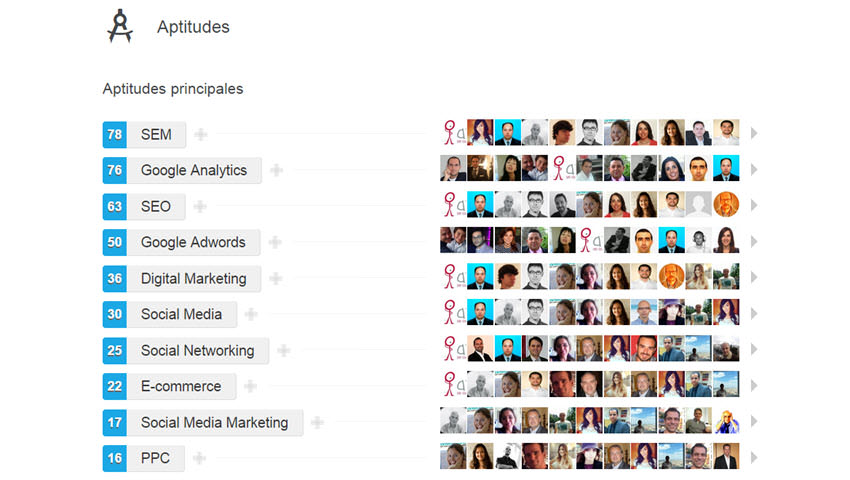 Aptitudes
Aptitudes principales
78 SEM
76 Google Analytics
63 SEO
50 Google Adwords
36 Digital Marketing
30 Social Media
25 Social Networking
22 E-commerce
17 Social Media Marketing
16 PPC